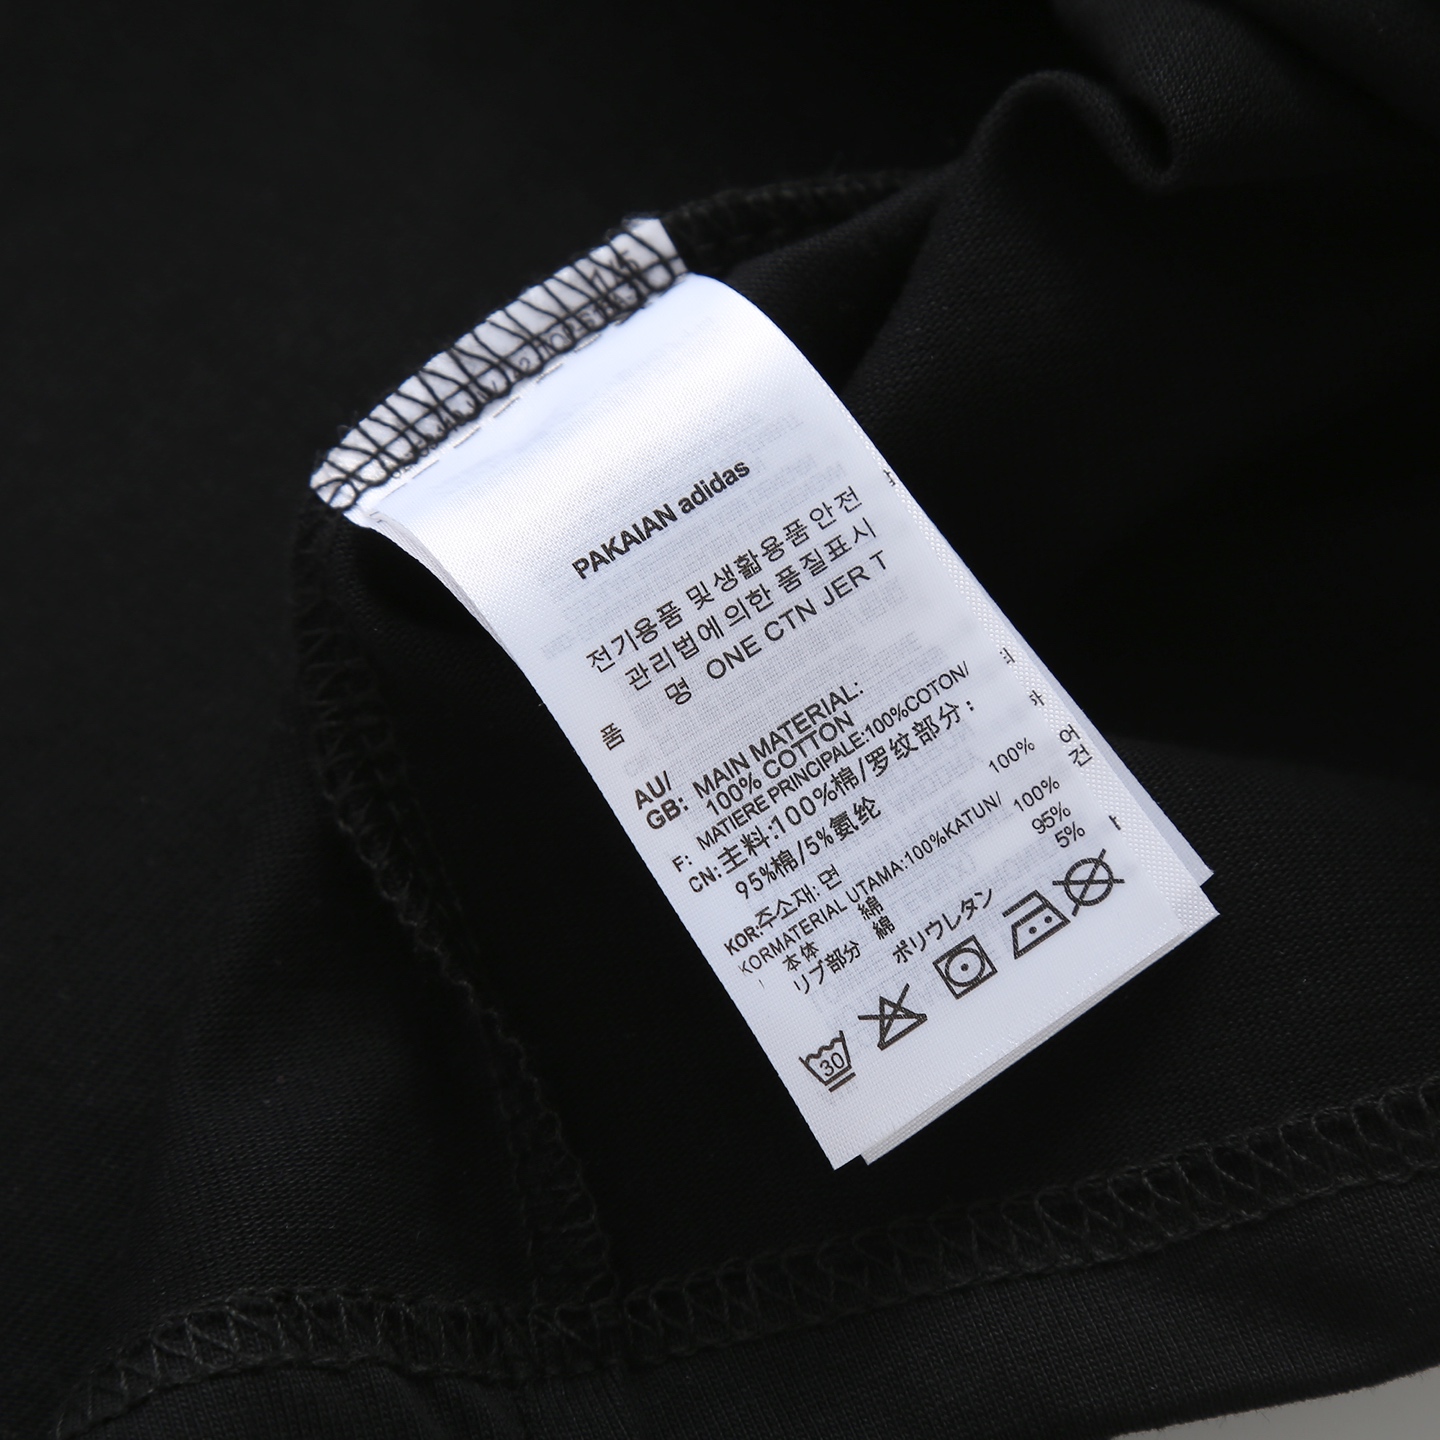 PAKAIAN adidas
전기용품 및생활용품안전
관리법에의한 품질표시
품 명 ONE CTN JER T
AU/
GB: MAIN MATERIAL:
100% COTTON
F: MATIERE PRINCIPALE:100%COTON/
CN:主料:100%棉/罗纹部分:
95%棉/5%氨纶
KOR:주소재: 면 100%
KORMATERIAL UTAMA:100%KATUN/
本体 綿 100%
リブ部分 綿 95%
ポリウレタン 5%
30